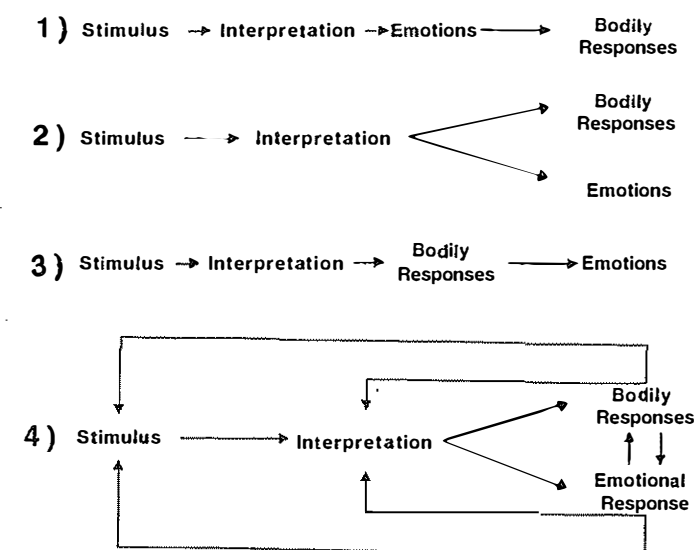 1) Stimulus Interpretation Emotions Bodily Responses
2) Stimulus Interpretation Bodily Responses
Emotions
3) Stimulus Interpretation Bodily Responses Emotions
4) Stimulus Interpretation Bodily Responses
Emotional Response